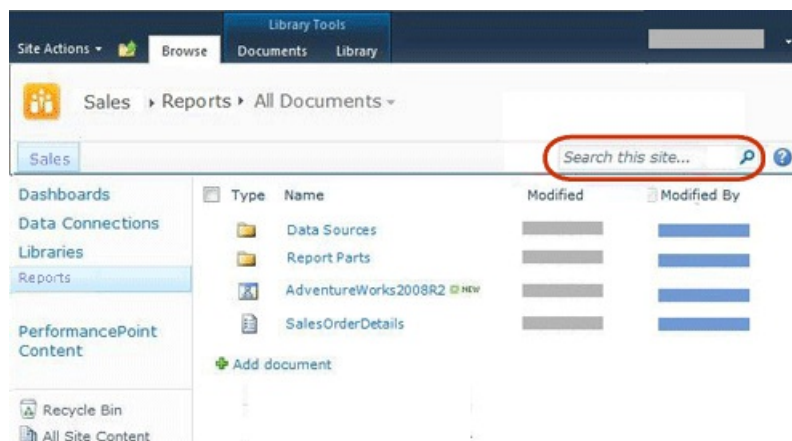 Library Tools
Site Actions
Browse
Documents
Library
Sales Reports All Documents
Sales
Search this site...
Dashboards
Data Connections
Libraries
Reports
PerformancePoint
Content
Recycle Bin
All Site Content
Type Name Modified Modified By
Data Sources
Report Parts
AdventureWorks2008R2 NEW
SalesOrderDetails
Add document